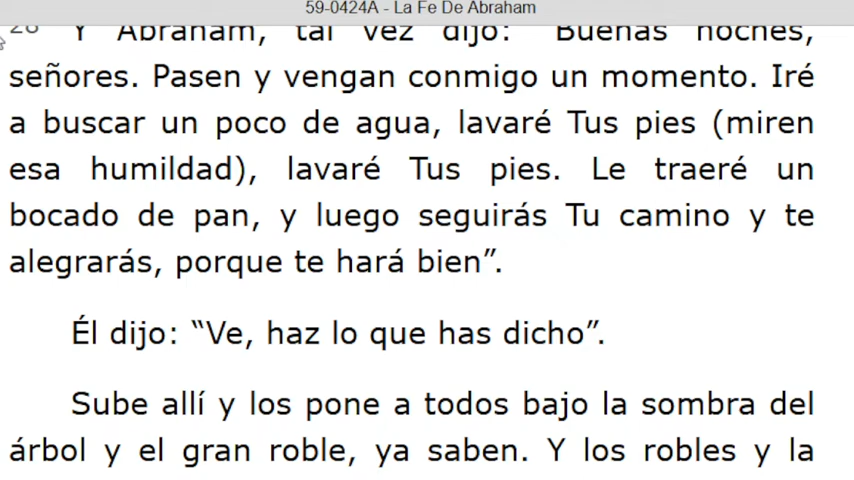 59-0424A - La Fe De Abraham
28 Y Abraham, tal vez dijo: “Buenas noches,
señores. Pasen y vengan conmigo un momento. Iré
a buscar un poco de agua, lavaré Tus pies (miren
esa humildad), lavaré Tus pies. Le traeré un
bocado de pan, y luego seguirás Tu camino y te
alegrarás, porque te hará bien”.
Él dijo: “Ve, haz lo que has dicho”.
Sube allí y los pone a todos bajo la sombra del
árbol y el gran roble, ya saben. Y los robles y la